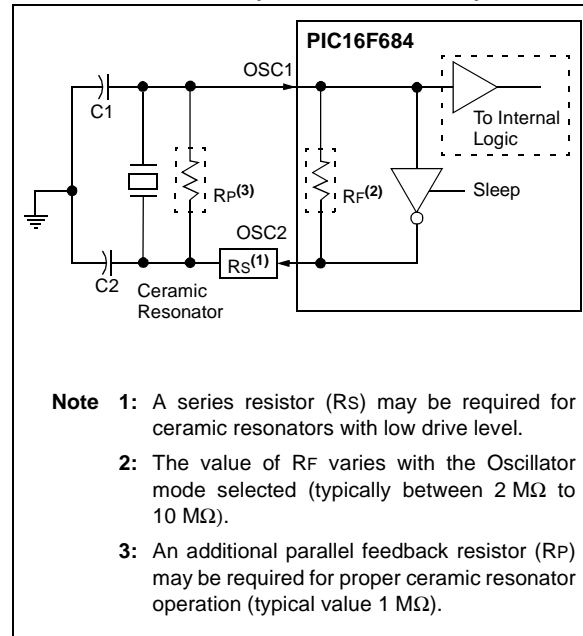 PIC16F684
OSC1
C1
To Internal
Logic
RP(3)
RF(2)
Sleep
OSC2
RS(1)
C2
Ceramic
Resonator
Note 1: A series resistor (RS) may be required for
ceramic resonators with low drive level.
2: The value of RF varies with the Oscillator
mode selected (typically between 2 MΩ to
10 MΩ).
3: An additional parallel feedback resistor (RP)
may be required for proper ceramic resonator
operation (typical value 1 MΩ).